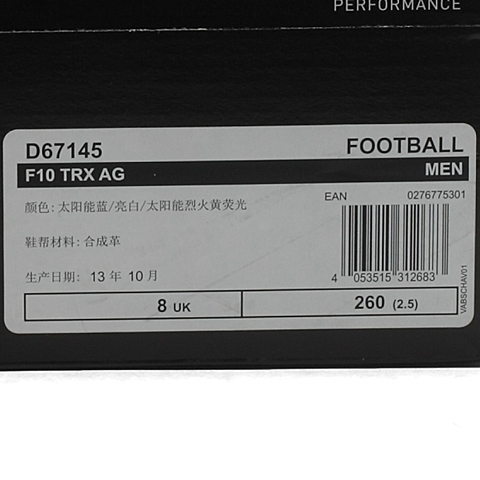 PERFORMANCE
D67145 FOOTBALL
F10 TRX AG MEN
EAN 0276775301
颜色: 太阳能蓝/亮白/太阳能烈火黄荧光
鞋帮材料: 合成革
生产日期: 13 年 10 月
4 053515 312683
8 UK 260 (2.5)
VABSCHAV01